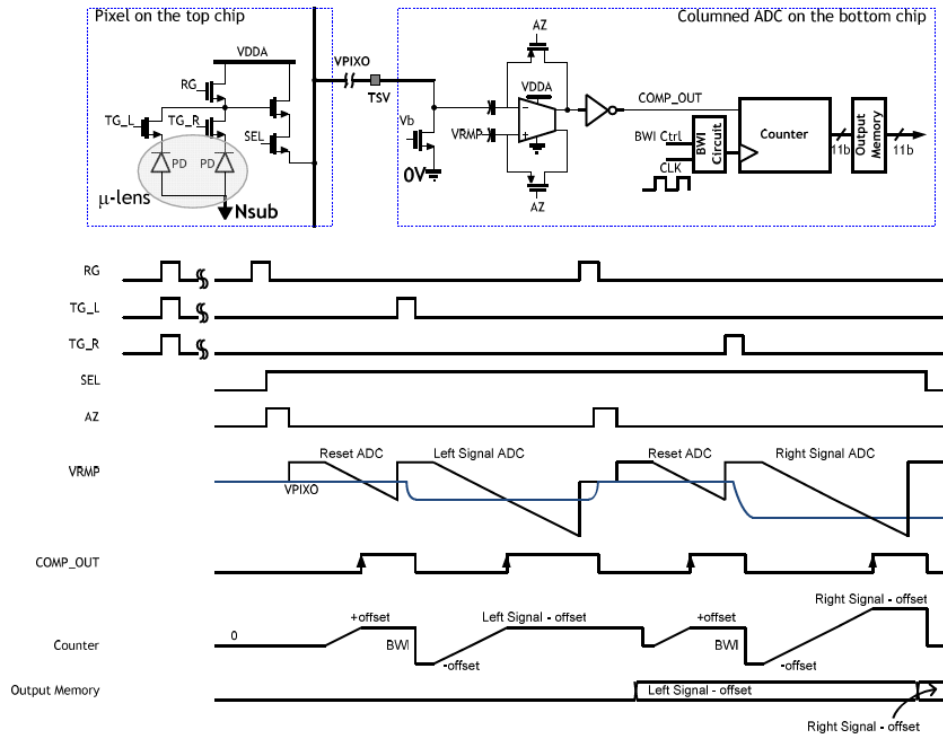 Pixel on the top chip
VDDA
RG
TG_L
TG_R
SEL
PD
PD
μ-lens
Nsub
VPIXO
TSV
Columned ADC on the bottom chip
AZ
VDDA
Vb
VRMP
0V
AZ
COMP_OUT
BWI Ctrl
BWI Circuit
CLK
Counter
11b
Output Memory
11b
RG
TG_L
TG_R
SEL
AZ
VRMP
VPIXO
Reset ADC
Left Signal ADC
Reset ADC
Right Signal ADC
COMP_OUT
Counter
0
+offset
BWI
-offset
Left Signal - offset
+offset
BWI
-offset
Right Signal - offset
Output Memory
Left Signal - offset
Right Signal - offset